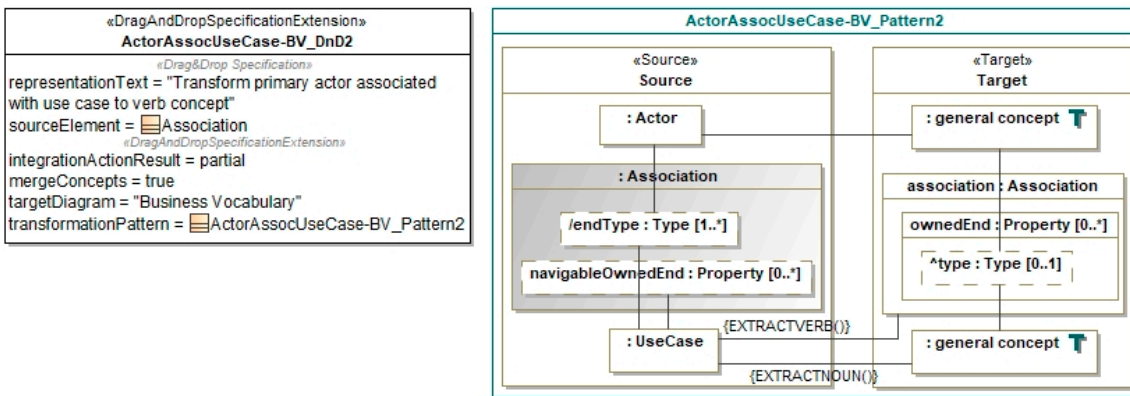 «DragAndDropSpecificationExtension»
ActorAssocUseCase-BV_DnD2
«Drag&Drop Specification»
representationText = "Transform primary actor associated
with use case to verb concept"
sourceElement = Association
«DragAndDropSpecificationExtension»
integrationActionResult = partial
mergeConcepts = true
targetDiagram = "Business Vocabulary"
transformationPattern = ActorAssocUseCase-BV_Pattern2
ActorAssocUseCase-BV_Pattern2
«Source»
Source
: Actor
: Association
/endType : Type [1..*]
navigableOwnedEnd : Property [0..*]
: UseCase
{EXTRACTVERB()}
{EXTRACTNOUN()}
«Target»
Target
: general concept
association : Association
ownedEnd : Property [0..*]
^type : Type [0..1]
: general concept